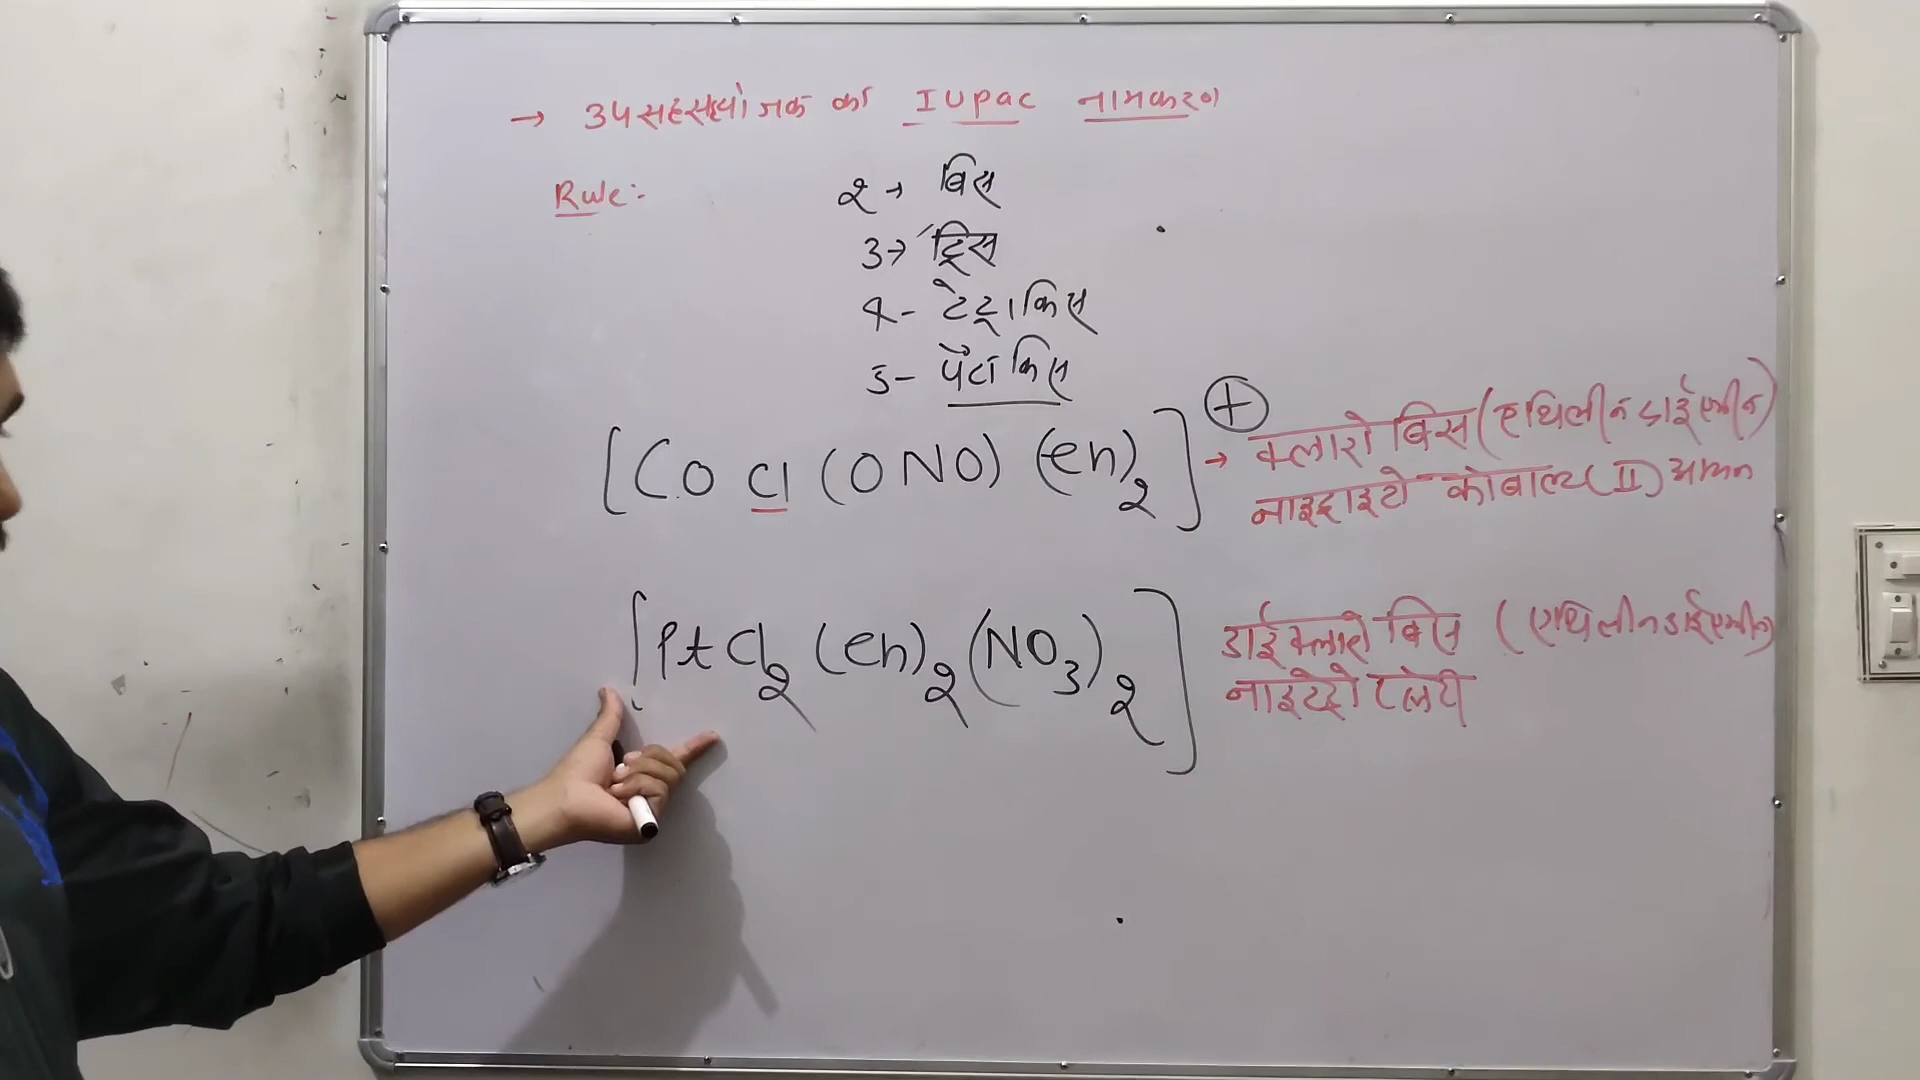 → उपसहसंयोजक का IUPAC नामकरण
Rule:-
2 → बिस
3 → ट्रिस
4 - टेट्राकिस
5 - पेंटाकिस
[CO Cl (ONO) (en)2]+ → क्लोरो बिस (एथिलीन डाईएमीन)
नाइट्राइटो कोबाल्ट (II) आयन
[Pt Cl2 (en)2 (NO3)2] डाईक्लोरो बिस (एथिलीनडाईएमीन)
नाइट्रेटो